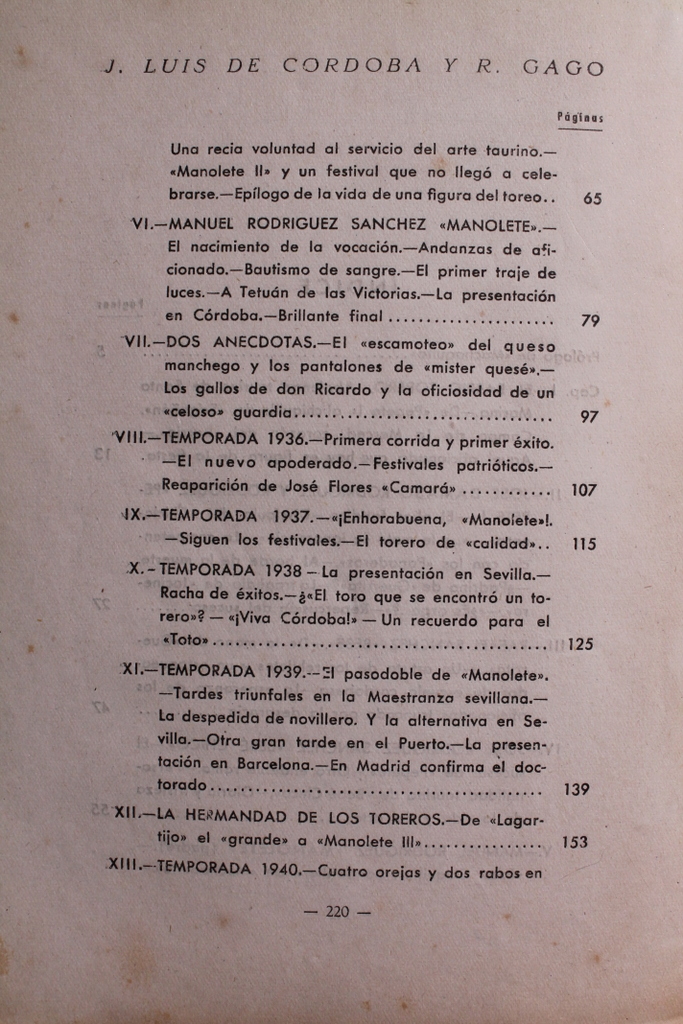 J. LUIS DE CORDOBA Y R. GAGO
Páginas
Una recia voluntad al servicio del arte taurino.—
«Manolete II» y un festival que no llegó a cele-
brarse.—Epílogo de la vida de una figura del toreo.. 65
VI.—MANUEL RODRIGUEZ SANCHEZ «MANOLETE».—
El nacimiento de la vocación.—Andanzas de afi-
cionado.—Bautismo de sangre.—El primer traje de
luces.—A Tetuán de las Victorias.—La presentación
en Córdoba.—Brillante final ...................... 79
VII.—DOS ANECDOTAS.—El «escamoteo» del queso
manchego y los pantalones de «mister quesé».—
Los gallos de don Ricardo y la oficiosidad de un
«celoso» guardia.................................. 97
VIII.—TEMPORADA 1936.—Primera corrida y primer éxito.
—El nuevo apoderado.—Festivales patrióticos.—
Reaparición de José Flores «Camará» ............ 107
IX.—TEMPORADA 1937.—«¡Enhorabuena, «Manolete»!.
—Siguen los festivales.—El torero de «calidad».. 115
X.-TEMPORADA 1938 – La presentación en Sevilla.—
Racha de éxitos.—¿«El toro que se encontró un to-
rero»? — «¡Viva Córdoba!» — Un recuerdo para el
«Toto» ............................................ 125
XI.—TEMPORADA 1939.--El pasodoble de «Manolete».
—Tardes triunfales en la Maestranza sevillana.—
La despedida de novillero. Y la alternativa en Se-
villa.—Otra gran tarde en el Puerto.—La presen-
tación en Barcelona.—En Madrid confirma el doc-
torado ............................................ 139
XII.—LA HERMANDAD DE LOS TOREROS.—De «Lagar-
tijo» el «grande» a «Manolete III»................ 153
XIII.—TEMPORADA 1940.—Cuatro orejas y dos rabos en
— 220 —